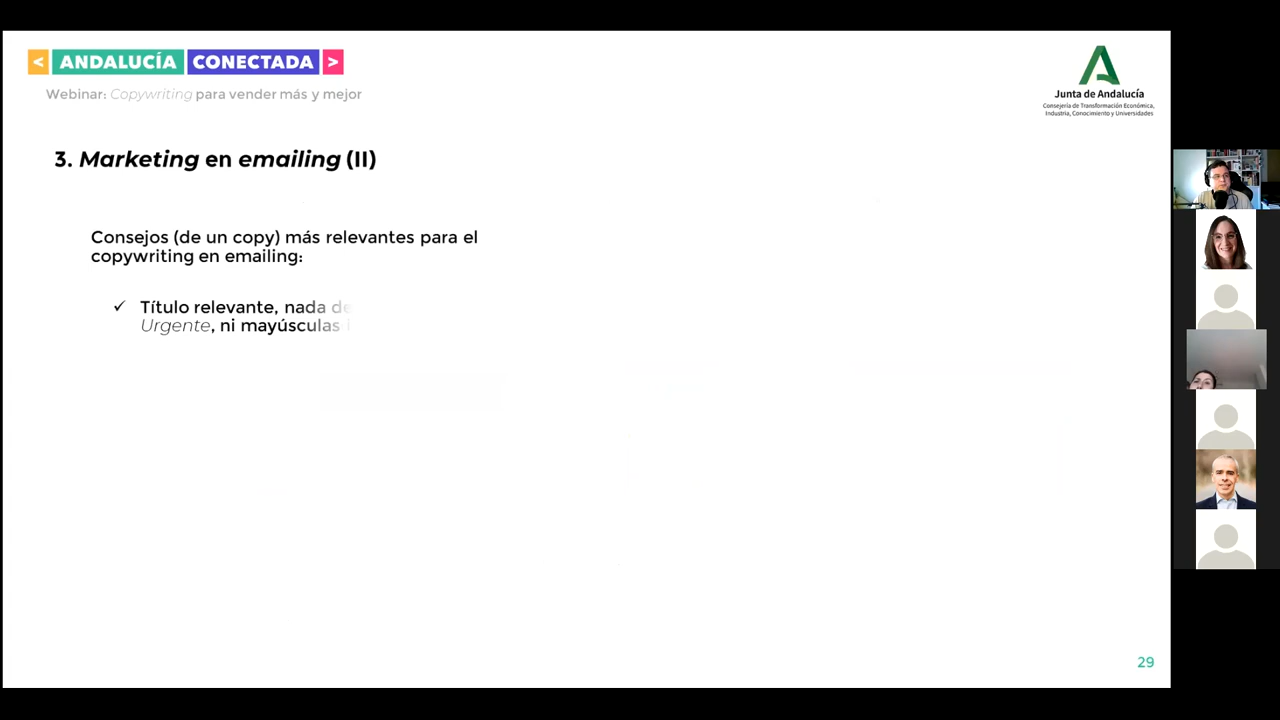 < ANDALUCÍA CONECTADA >
Webinar: Copywriting para vender más y mejor
Junta de Andalucía
Consejería de Transformación Económica,
Industria, Conocimiento y Universidades
3. Marketing en emailing (II)
Consejos (de un copy) más relevantes para el
copywriting en emailing:
✓ Título relevante, nada de
Urgente, ni mayúsculas
29